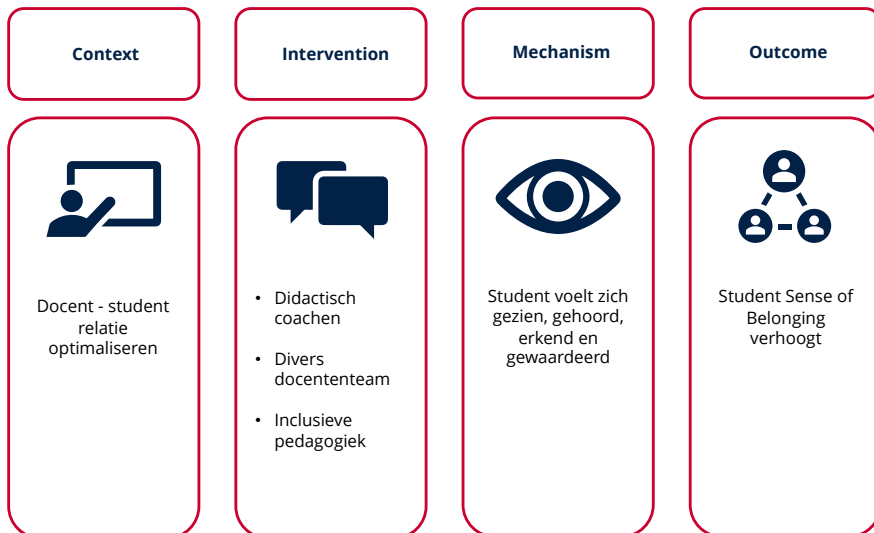 Context
Intervention
Mechanism
Outcome
Docent - student
relatie
optimaliseren
• Didactisch
coachen
• Divers
docententeam
• Inclusieve
pedagogiek
Student voelt zich
gezien, gehoord,
erkend en
gewaardeerd
Student Sense of
Belonging
verhoogt